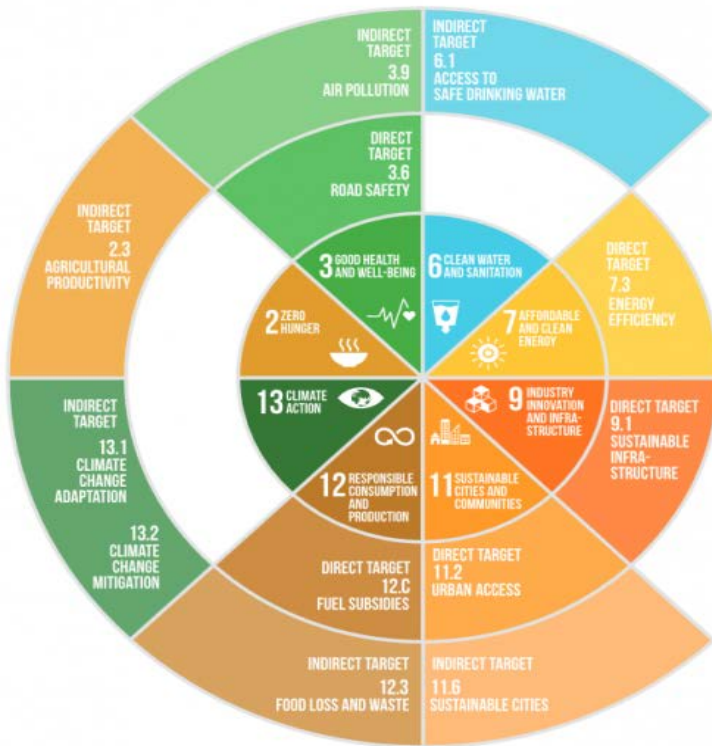 INDIRECT
TARGET
3.9
AIR POLLUTION
INDIRECT
TARGET
6.1
ACCESS TO
SAFE DRINKING WATER
DIRECT
TARGET
3.6
ROAD SAFETY
INDIRECT
TARGET
2.3
AGRICULTURAL
PRODUCTIVITY
3 GOOD HEALTH
AND WELL-BEING
6 CLEAN WATER
AND SANITATION
DIRECT
TARGET
7.3
ENERGY
EFFICIENCY
2 ZERO
HUNGER
7 AFFORDABLE
AND CLEAN
ENERGY
13 CLIMATE
ACTION
9 INDUSTRY
INNOVATION
AND INFRA-
STRUCTURE
DIRECT TARGET
9.1
SUSTAINABLE
INFRA-
STRUCTURE
INDIRECT
TARGET
13.1
CLIMATE
CHANGE
ADAPTATION
13.2
CLIMATE
CHANGE
MITIGATION
12 RESPONSIBLE
CONSUMPTION
AND
PRODUCTION
11 SUSTAINABLE
CITIES AND
COMMUNITIES
DIRECT TARGET
12.C
FUEL SUBSIDIES
DIRECT TARGET
11.2
URBAN ACCESS
INDIRECT TARGET
12.3
FOOD LOSS AND WASTE
INDIRECT TARGET
11.6
SUSTAINABLE CITIES